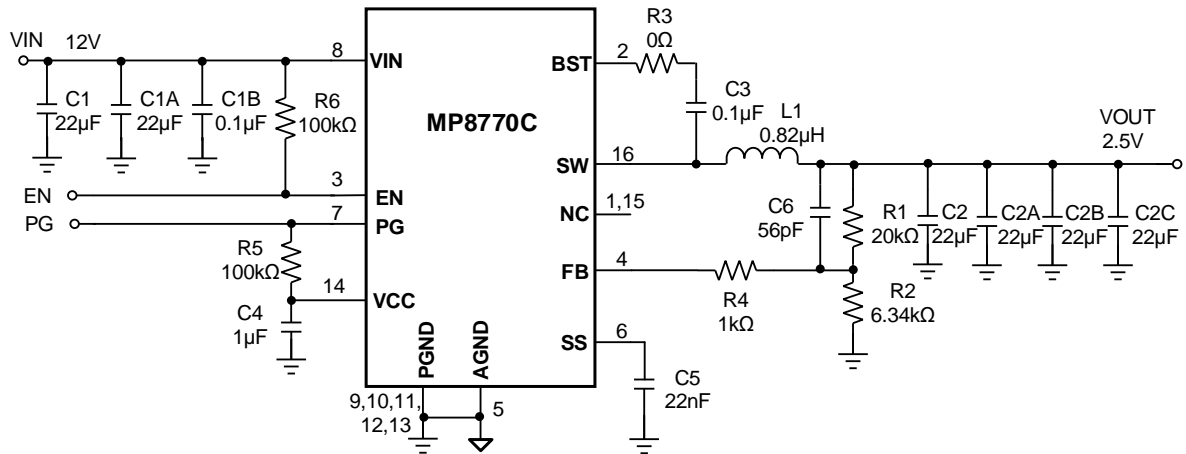 VIN
12V
8
VIN
C1
22µF
C1A
22µF
C1B
0.1µF
R6
100kΩ
EN
3
EN
PG
7
PG
R5
100kΩ
14
VCC
C4
1µF
MP8770C
PGND
AGND
9,10,11,
12,13
5
BST
2
R3
0Ω
C3
0.1µF
L1
0.82µH
SW
16
NC
1,15
VOUT
2.5V
C6
56pF
R1
20kΩ
C2
22µF
C2A
22µF
C2B
22µF
C2C
22µF
FB
4
R4
1kΩ
R2
6.34kΩ
SS
6
C5
22nF